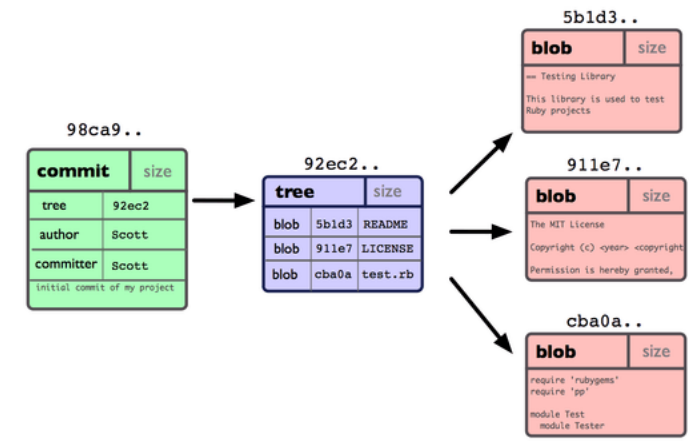 98ca9..
commit size
tree 92ec2
author Scott
committer Scott
initial commit of my project
92ec2..
tree size
blob 5b1d3 README
blob 911e7 LICENSE
blob cba0a test.rb
5b1d3..
blob size
== Testing Library
This library is used to test
Ruby projects
911e7..
blob size
The MIT License
Copyright (c) <year> <copyright
Permission is hereby granted,
cba0a..
blob size
require 'rubygems'
require 'pp'
module Test
module Tester